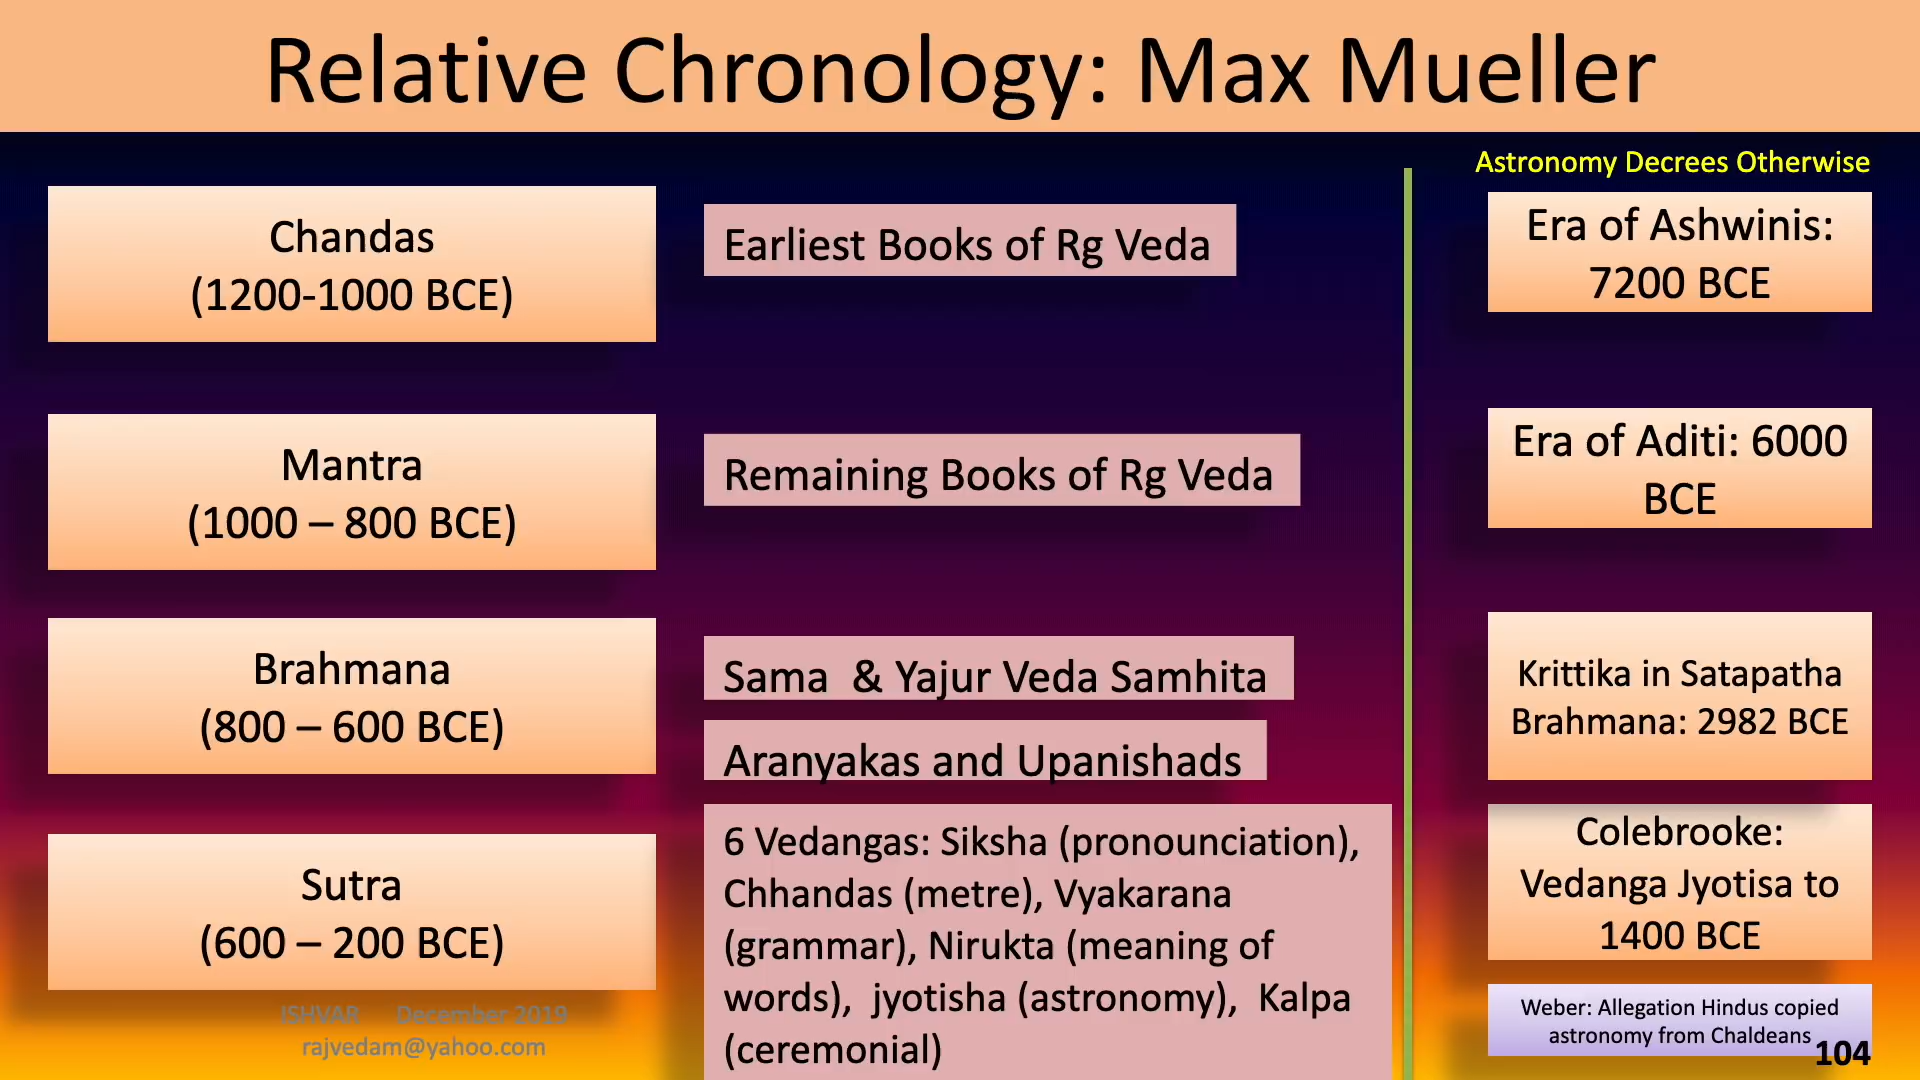 Relative Chronology: Max Mueller
Astronomy Decrees Otherwise
Chandas
(1200-1000 BCE)
Earliest Books of Rg Veda
Era of Ashwinis:
7200 BCE
Mantra
(1000 – 800 BCE)
Remaining Books of Rg Veda
Era of Aditi: 6000
BCE
Brahmana
(800 – 600 BCE)
Sama & Yajur Veda Samhita
Aranyakas and Upanishads
Krittika in Satapatha
Brahmana: 2982 BCE
Sutra
(600 – 200 BCE)
6 Vedangas: Siksha (pronounciation),
Chhandas (metre), Vyakarana
(grammar), Nirukta (meaning of
words), jyotisha (astronomy), Kalpa
(ceremonial)
Colebrooke:
Vedanga Jyotisa to
1400 BCE
Weber: Allegation Hindus copied
astronomy from Chaldeans
ISHVAR December 2019
rajvedam@yahoo.com
104